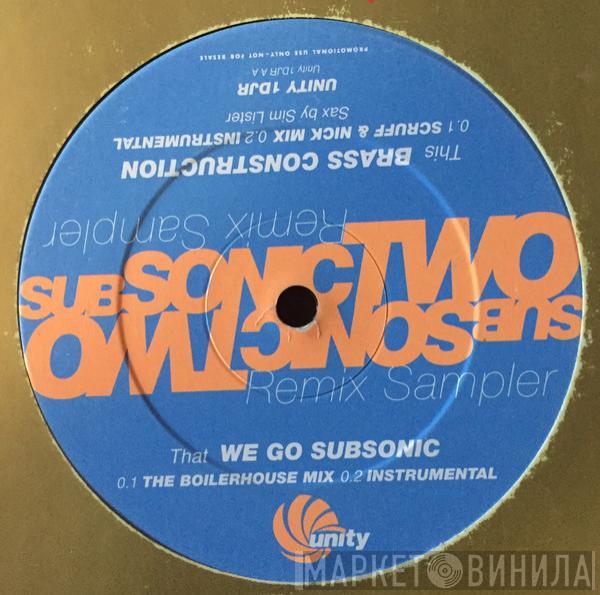 PROMOTIONAL USE ONLY-NOT FOR RESALE
Unity 1DJR A A
UNITY 1DJR
Sax by Sim Lister
0.1 SCRUFF & NICK MIX 0.2 INSTRUMENTAL
This BRASS CONSTRUCTION
Remix Sampler
SUBSONICTWO
SUBSONICTWO
Remix Sampler
That WE GO SUBSONIC
0.1 THE BOILERHOUSE MIX 0.2 INSTRUMENTAL
unity
МАРКЕТ ВИНИЛА